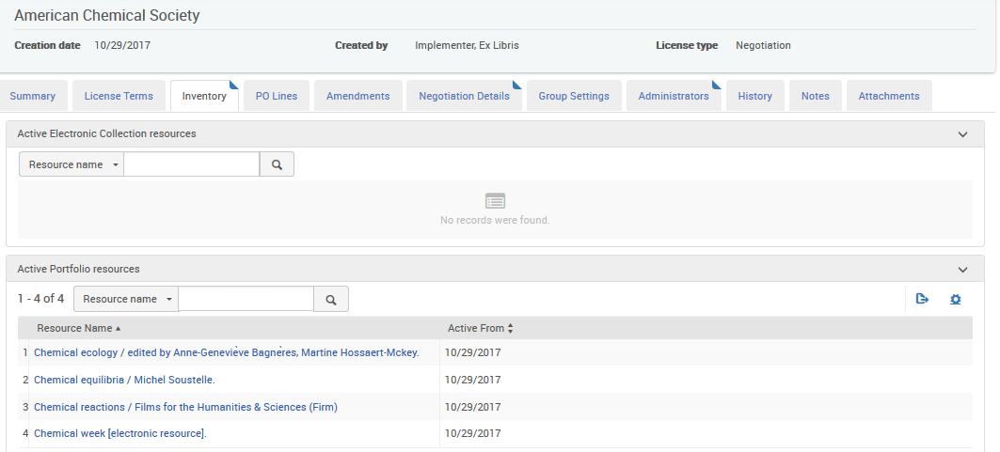 American Chemical Society
Creation date 10/29/2017 Created by Implementer, Ex Libris License type Negotiation
Summary License Terms Inventory PO Lines Amendments Negotiation Details Group Settings Administrators History Notes Attachments
Active Electronic Collection resources
Resource name
No records were found.
Active Portfolio resources
1 - 4 of 4 Resource name
Resource Name Active From
1 Chemical ecology / edited by Anne-Geneviève Bagnères, Martine Hossaert-Mckey. 10/29/2017
2 Chemical equilibria / Michel Soustelle. 10/29/2017
3 Chemical reactions / Films for the Humanities & Sciences (Firm) 10/29/2017
4 Chemical week [electronic resource]. 10/29/2017